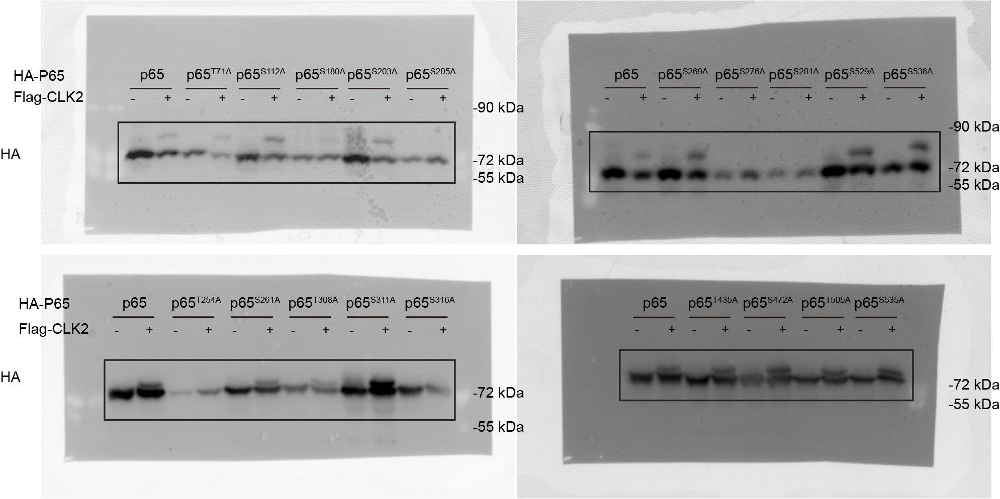 HA-P65 p65 p65T71A p65S112A p65S180A p65S203A p65S205A
Flag-CLK2 - + - + - + - + - + - +
-90 kDa
HA
-72 kDa
-55 kDa
p65 p65S269A p65S276A p65S281A p65S529A p65S536A
- + - + - + - + - + - +
-90 kDa
-72 kDa
-55 kDa
HA-P65 p65 p65T254A p65S261A p65T308A p65S311A p65S316A
Flag-CLK2 - + - + - + - + - + - +
HA
-72 kDa
-55 kDa
p65 p65T435A p65S472A p65T505A p65S535A
- + - + - + - + - +
-72 kDa
-55 kDa